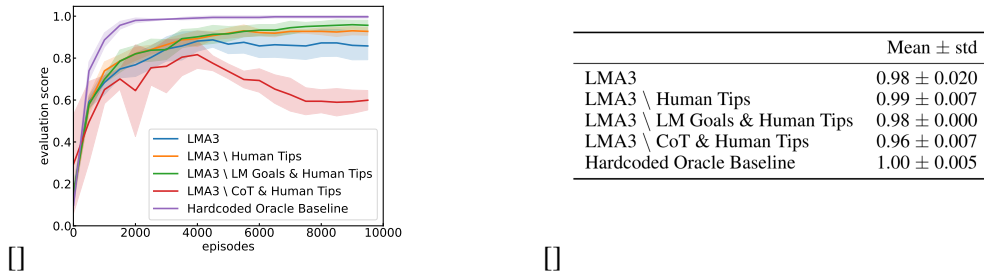 1.0
0.8
0.6
0.4
0.2
0.0
evaluation score
LMA3
LMA3 \ Human Tips
LMA3 \ LM Goals & Human Tips
LMA3 \ CoT & Human Tips
Hardcoded Oracle Baseline
0 2000 4000 6000 8000 10000
episodes
[]
Mean ± std
LMA3 0.98 ± 0.020
LMA3 \ Human Tips 0.99 ± 0.007
LMA3 \ LM Goals & Human Tips 0.98 ± 0.000
LMA3 \ CoT & Human Tips 0.96 ± 0.007
Hardcoded Oracle Baseline 1.00 ± 0.005
[]